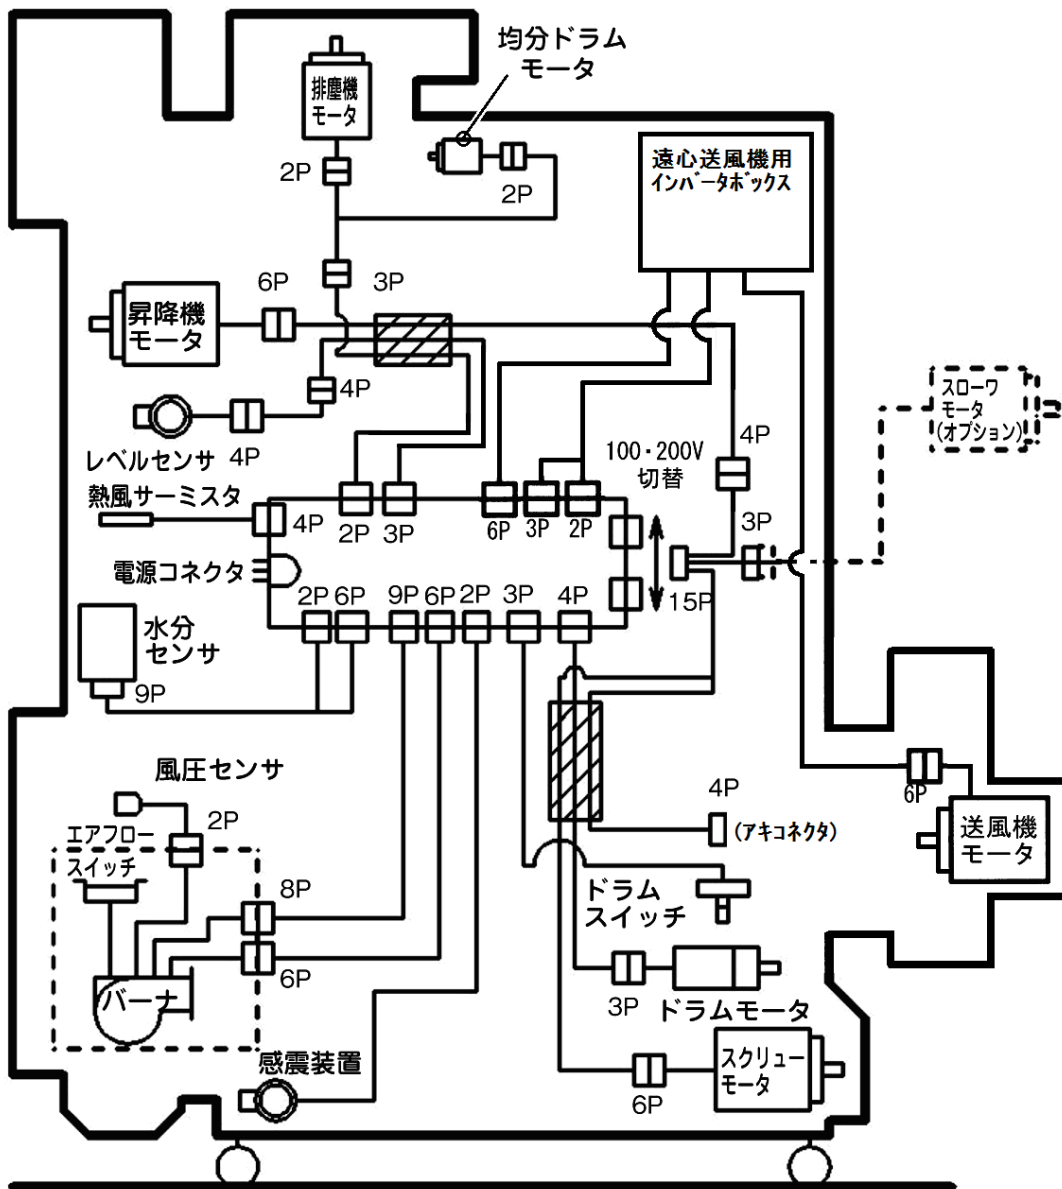 均分ドラム
モータ
排塵機
モータ
2P
2P
遠心送風機用
インバータボックス
6P
3P
昇降機
モータ
4P
レベルセンサ
4P
スローワ
モータ
(オプション)
100・200V
切替
4P
熱風サーミスタ
4P
2P
3P
6P
3P
2P
3P
電源コネクタ
15P
2P
6P
9P
6P
2P
3P
4P
水分
センサ
9P
風圧センサ
2P
エアフロー
スイッチ
4P
(アキコネクタ)
6P
送風機
モータ
8P
ドラム
スイッチ
6P
バーナ
3P
ドラムモータ
感震装置
スクリュー
モータ
6P